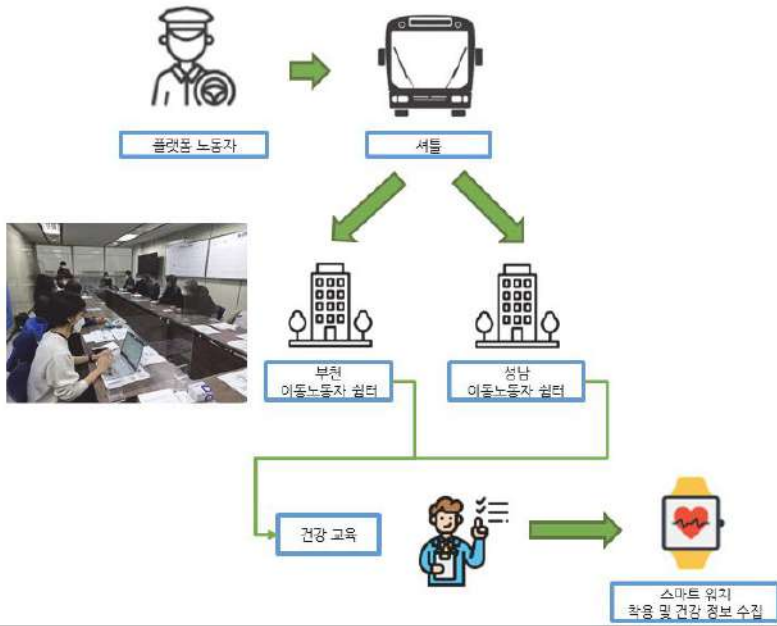 플랫폼 노동자
셔틀
부천
이동노동자 쉼터
성남
이동노동자 쉼터
건강 교육
스마트 워치
착용 및 건강 정보 수집